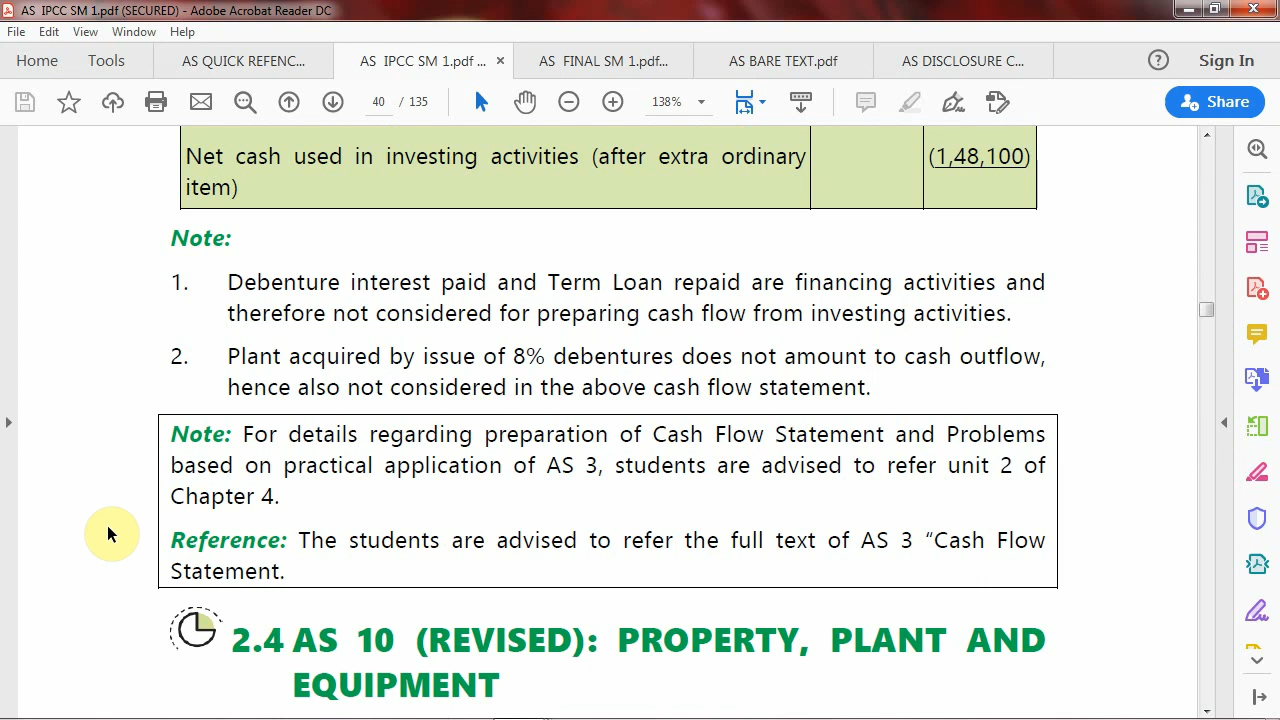 AS IPCC SM 1.pdf (SECURED) - Adobe Acrobat Reader DC
File Edit View Window Help
Home Tools AS QUICK REFENC... AS IPCC SM 1.pdf ... × AS FINAL SM 1.pdf... AS BARE TEXT.pdf AS DISCLOSURE C... Sign In
40 / 135 138% Share
Net cash used in investing activities (after extra ordinary (1,48,100)
item)
Note:
1. Debenture interest paid and Term Loan repaid are financing activities and
therefore not considered for preparing cash flow from investing activities.
2. Plant acquired by issue of 8% debentures does not amount to cash outflow,
hence also not considered in the above cash flow statement.
Note: For details regarding preparation of Cash Flow Statement and Problems
based on practical application of AS 3, students are advised to refer unit 2 of
Chapter 4.
Reference: The students are advised to refer the full text of AS 3 “Cash Flow
Statement.
2.4 AS 10 (REVISED): PROPERTY, PLANT AND
EQUIPMENT